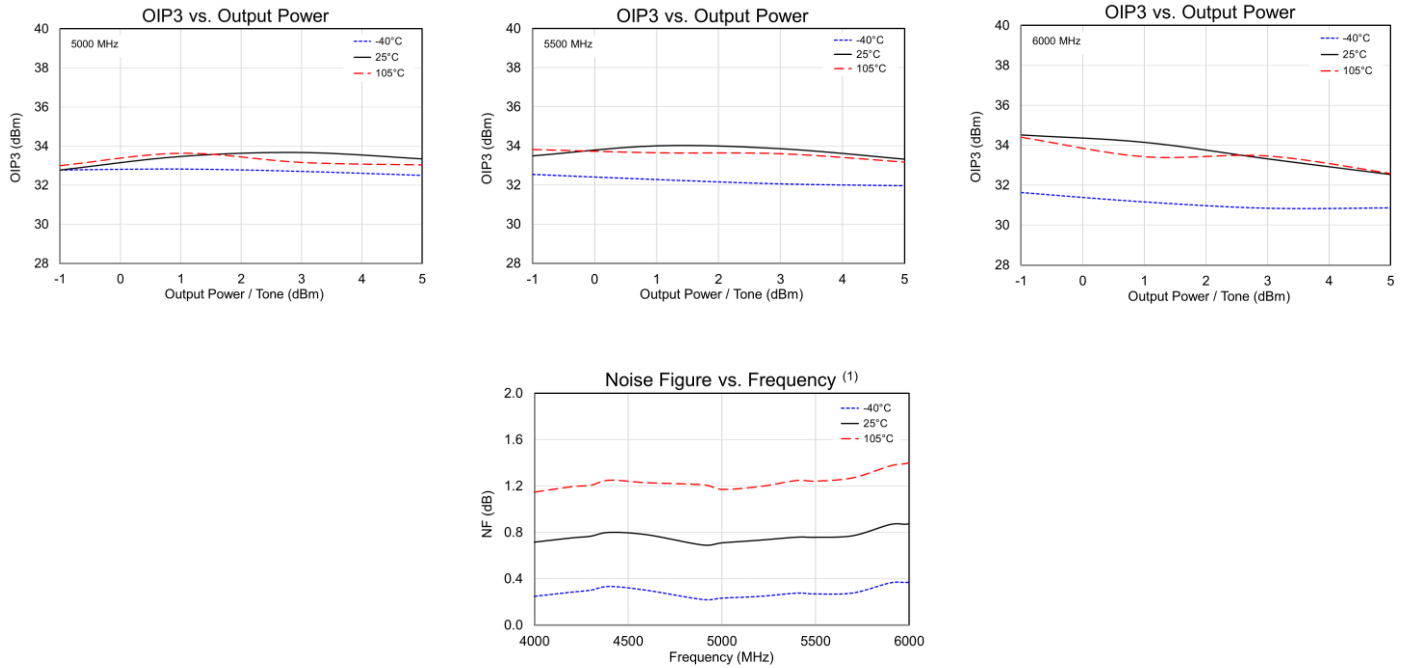 OIP3 vs. Output Power
5000 MHz
-40°C
25°C
105°C
40
38
36
34
32
30
28
OIP3 (dBm)
-1 0 1 2 3 4 5
Output Power / Tone (dBm)
OIP3 vs. Output Power
5500 MHz
-40°C
25°C
105°C
40
38
36
34
32
30
28
OIP3 (dBm)
-1 0 1 2 3 4 5
Output Power / Tone (dBm)
OIP3 vs. Output Power
6000 MHz
-40°C
25°C
105°C
40
38
36
34
32
30
28
OIP3 (dBm)
-1 0 1 2 3 4 5
Output Power / Tone (dBm)
Noise Figure vs. Frequency (1)
-40°C
25°C
105°C
2.0
1.6
1.2
0.8
0.4
0.0
NF (dB)
4000 4500 5000 5500 6000
Frequency (MHz)